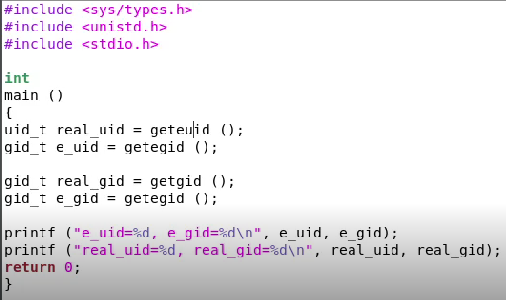 #include <sys/types.h>
#include <unistd.h>
#include <stdio.h>
int
main ()
{
uid_t real_uid = geteuid ();
gid_t e_uid = getegid ();
gid_t real_gid = getgid ();
gid_t e_gid = getegid ();
printf ("e_uid=%d, e_gid=%d\n", e_uid, e_gid);
printf ("real_uid=%d, real_gid=%d\n", real_uid, real_gid);
return 0;
}